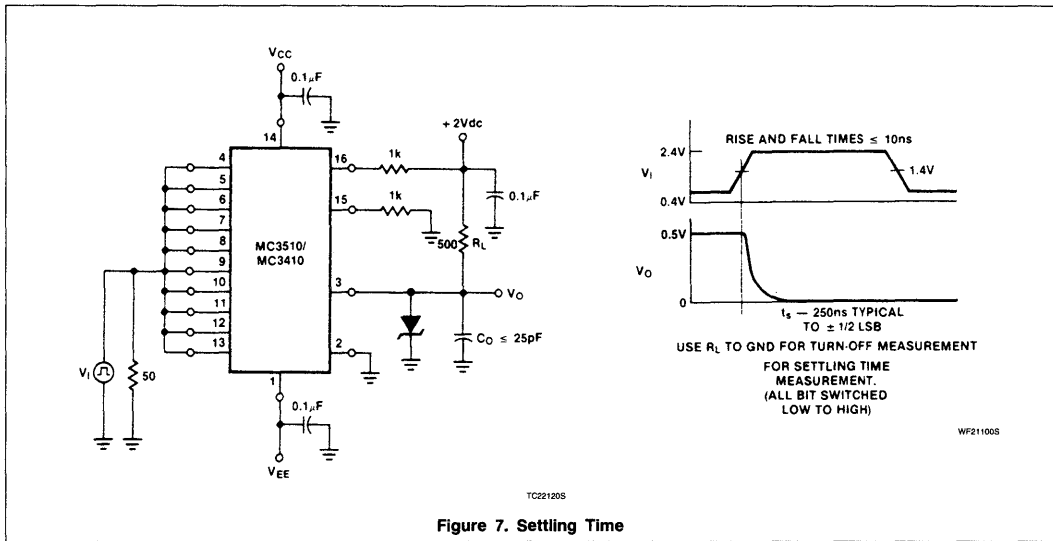 VCC
0.1μF
14
+2Vdc
4
5
6
7
8
9
10
11
12
13
MC3510/
MC3410
16
1k
15
1k
0.1μF
500 RL
3
VO
CO ≤ 25pF
2
VI
50
1
0.1μF
VEE
TC22120S
RISE AND FALL TIMES ≤ 10ns
2.4V
VI
1.4V
0.4V
0.5V
VO
0
ts — 250ns TYPICAL
TO ± 1/2 LSB
USE RL TO GND FOR TURN-OFF MEASUREMENT
FOR SETTLING TIME
MEASUREMENT.
(ALL BIT SWITCHED
LOW TO HIGH)
WF21100S
Figure 7. Settling Time